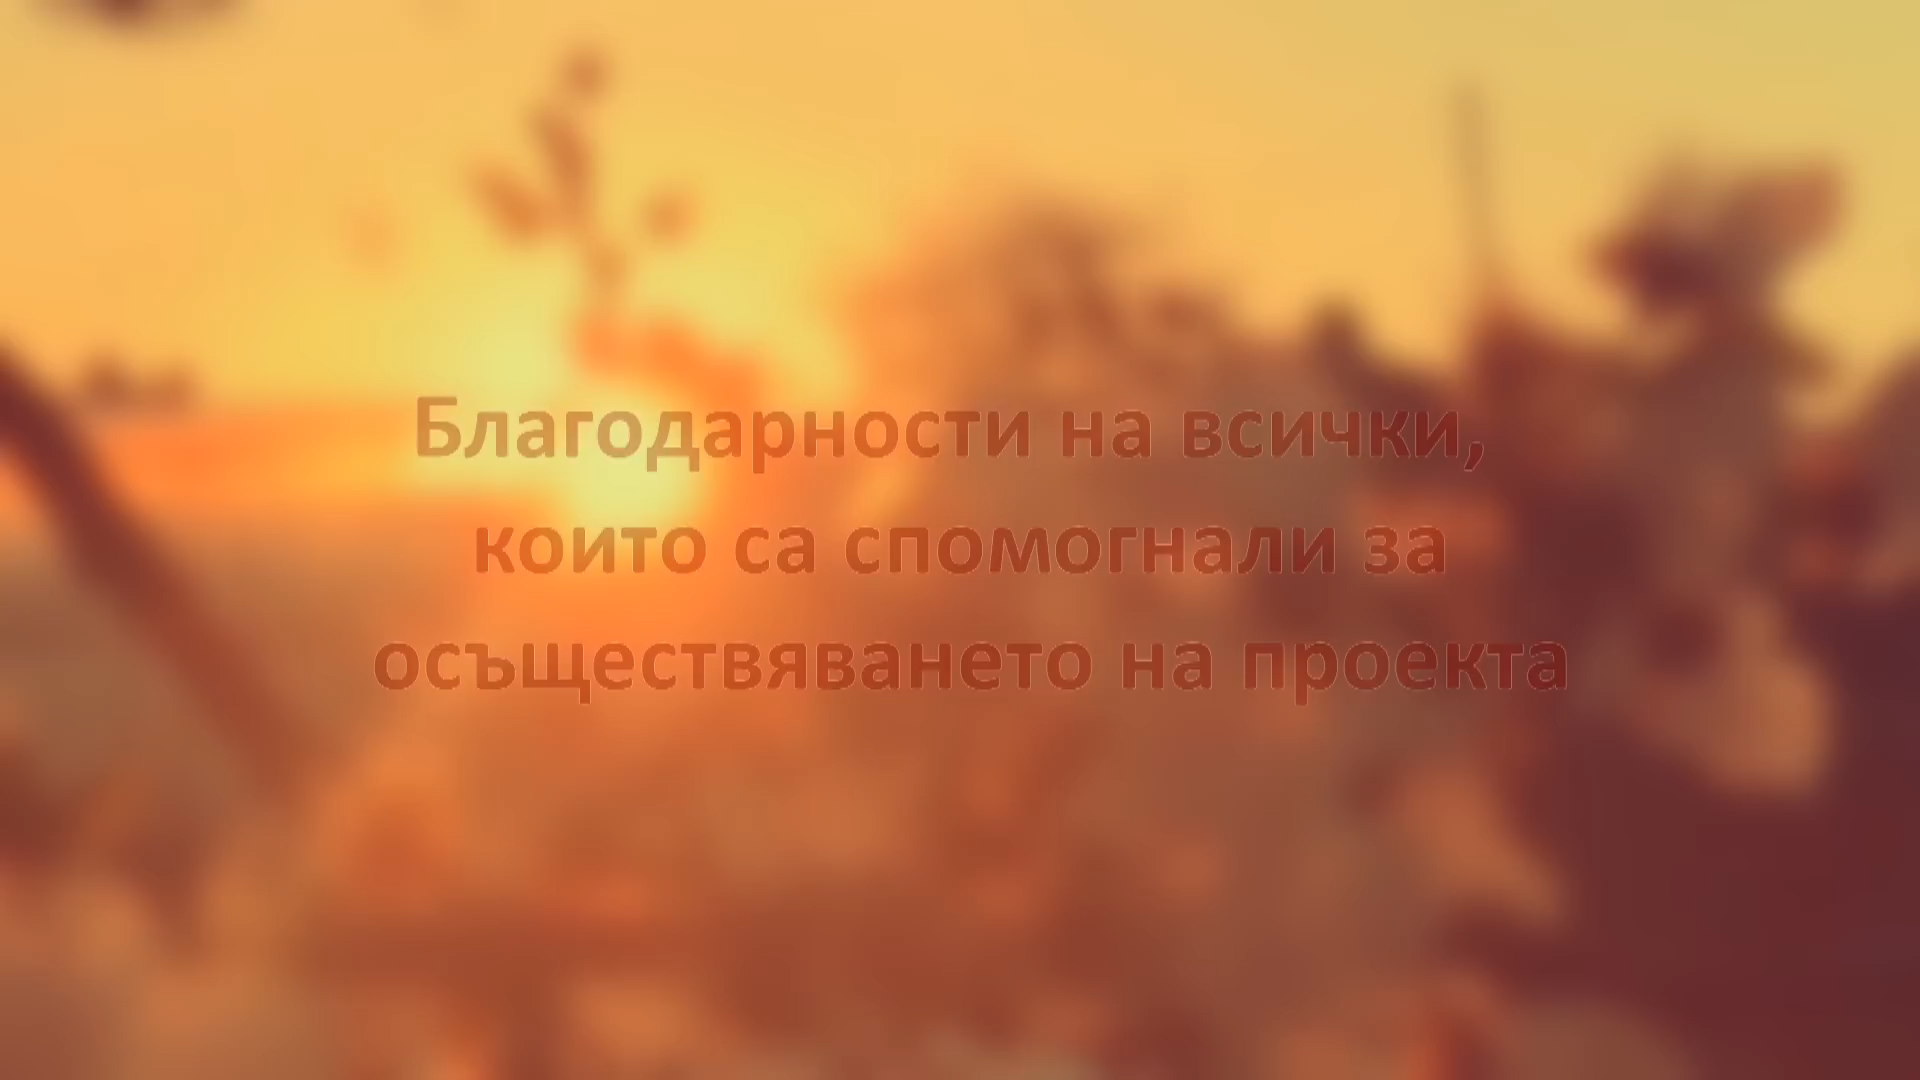 Благодарности на всички,
които са спомогнали за
осъществяването на проекта